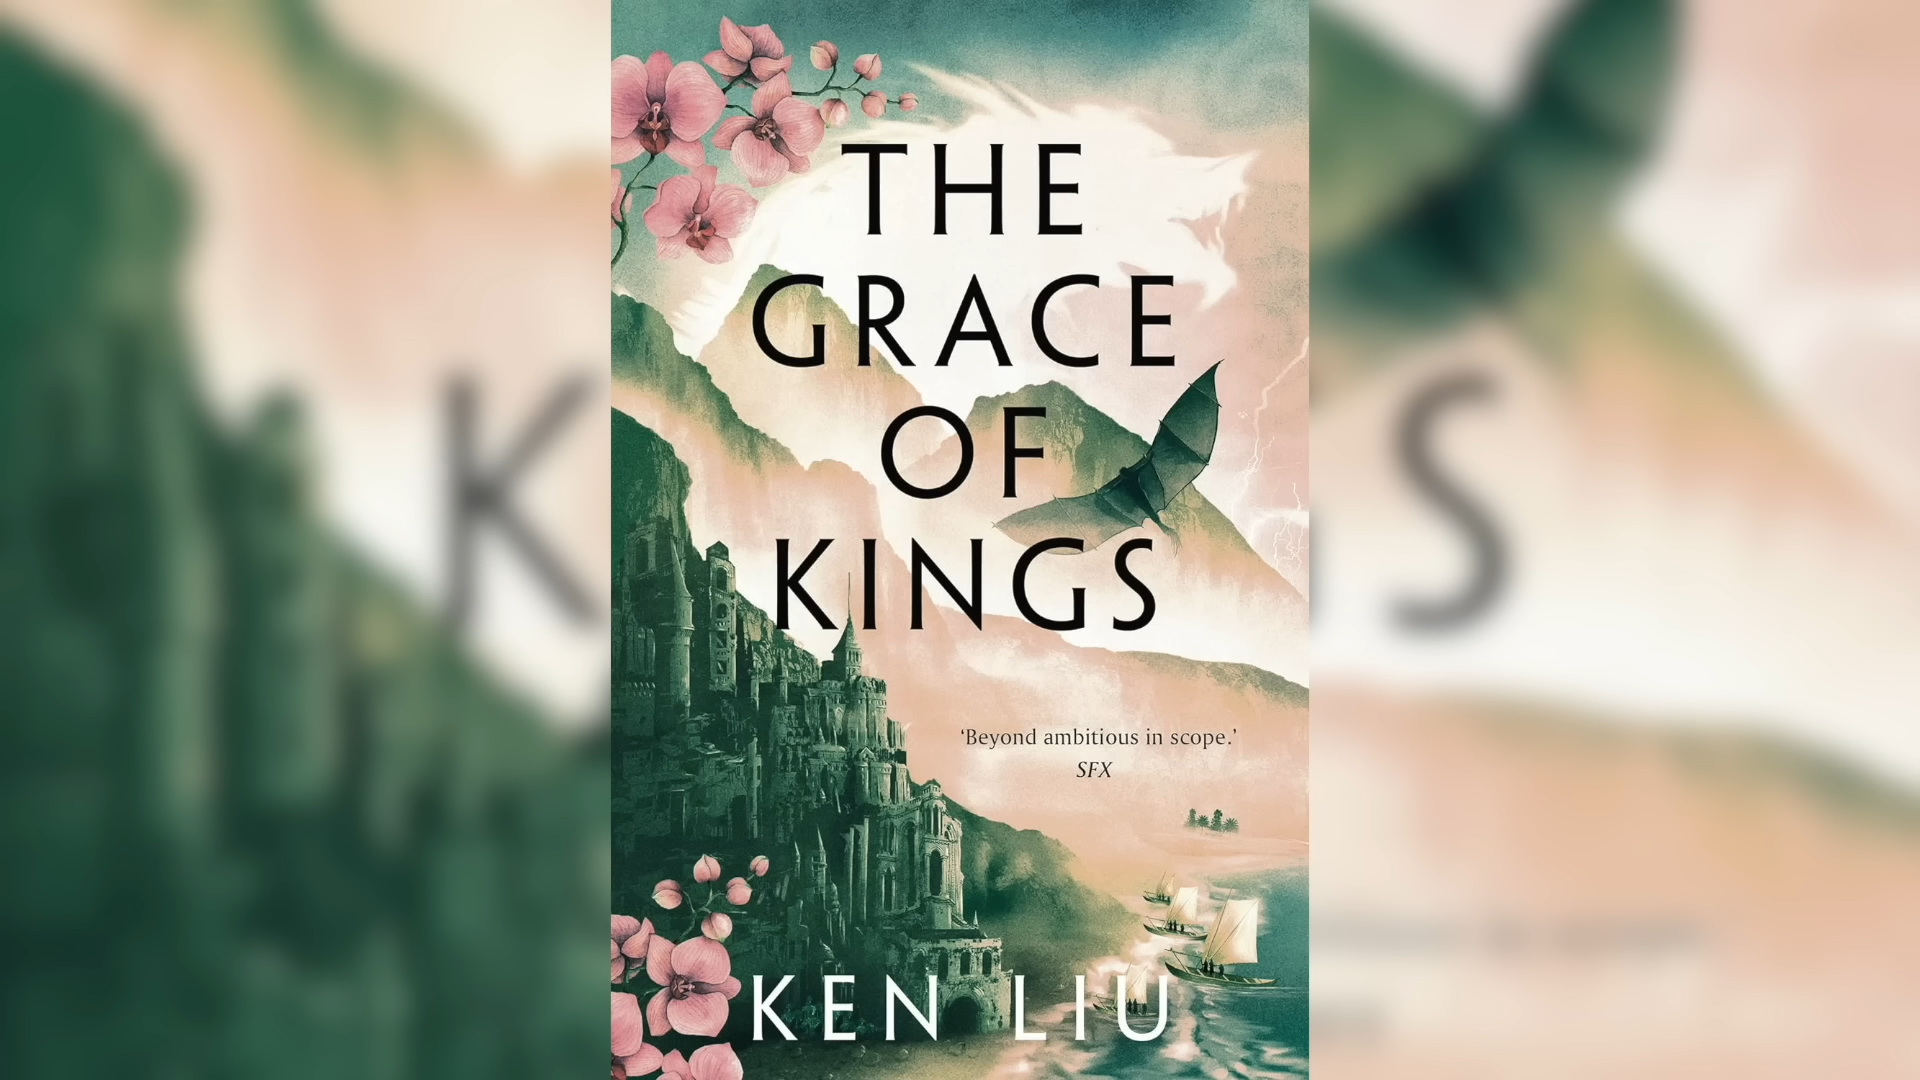 THE
GRACE
OF
KINGS
‘Beyond ambitious in scope.’
SFX
KEN LIU